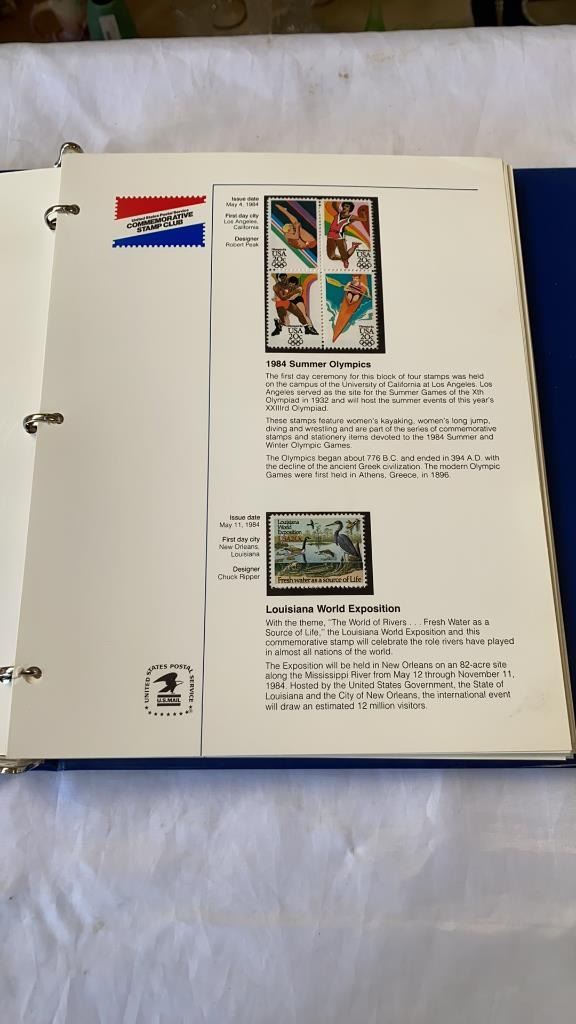 United States Postal Service
COMMEMORATIVE
STAMP CLUB
Issue date
May 4, 1984
First day city
Los Angeles,
California
Designer
Robert Peak
USA
20c
USA
20c
USA
20c
USA
20c
1984 Summer Olympics
The first day ceremony for this block of four stamps was held
on the campus of the University of California at Los Angeles. Los
Angeles served as the site for the Summer Games of the Xth
Olympiad in 1932 and will host the summer events of this year's
XXIIIrd Olympiad.
These stamps feature women's kayaking, women's long jump,
diving and wrestling and are part of the series of commemorative
stamps and stationery items devoted to the 1984 Summer and
Winter Olympic Games.
The Olympics began about 776 B.C. and ended in 394 A.D. with
the decline of the ancient Greek civilization. The modern Olympic
Games were first held in Athens, Greece, in 1896.
Issue date
May 11, 1984
First day city
New Orleans,
Louisiana
Designer
Chuck Ripper
Louisiana
World
Exposition
USA 20c
Fresh water as a source of Life
Louisiana World Exposition
With the theme, "The World of Rivers . . . Fresh Water as a
Source of Life," the Louisiana World Exposition and this
commemorative stamp will celebrate the role rivers have played
in almost all nations of the world.
The Exposition will be held in New Orleans on an 82-acre site
along the Mississippi River from May 12 through November 11,
1984. Hosted by the United States Government, the State of
Louisiana and the City of New Orleans, the international event
will draw an estimated 12 million visitors.
UNITED STATES POSTAL SERVICE
U.S.MAIL